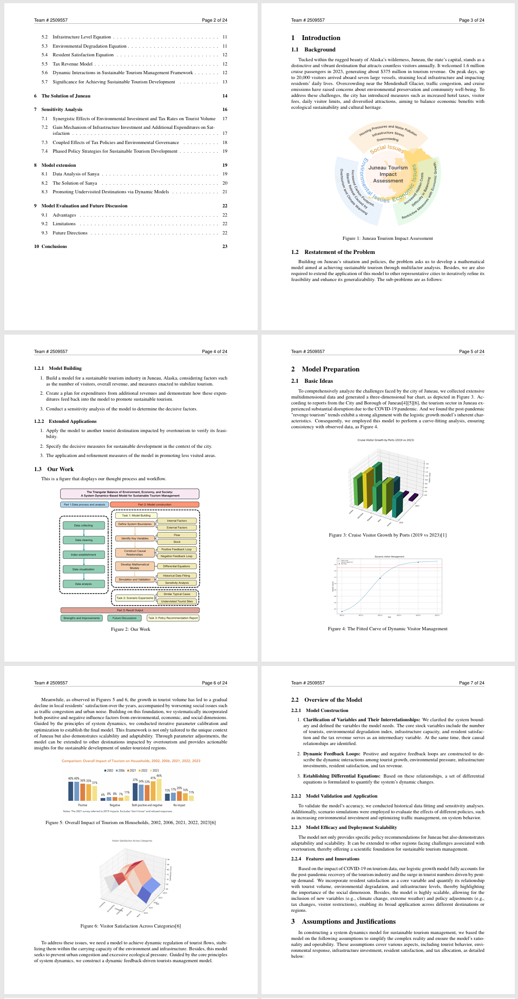 Team # 2509557 Page 2 of 24
5.2 Infrastructure Level Equation . . . . . . . . . . . . . . . . . . . . . . . . . . . . . 11
5.3 Environmental Degradation Equation . . . . . . . . . . . . . . . . . . . . . . . . . 11
5.4 Resident Satisfaction Equation . . . . . . . . . . . . . . . . . . . . . . . . . . . . . 12
5.5 Tax Revenue Model . . . . . . . . . . . . . . . . . . . . . . . . . . . . . . . . . . 12
5.6 Dynamic Interactions in Sustainable Tourism Management Framework . . . . . . . 12
5.7 Significance for Achieving Sustainable Tourism Development . . . . . . . . . . . . 13
6 The Solution of Juneau 14
7 Sensitivity Analysis 16
7.1 Synergistic Effects of Environmental Investment and Tax Rates on Tourist Volume 17
7.2 Gain Mechanism of Infrastructure Investment and Additional Expenditures on Sat-
isfaction . . . . . . . . . . . . . . . . . . . . . . . . . . . . . . . . . . . . . . . . 17
7.3 Coupled Effects of Tax Policies and Environmental Governance . . . . . . . . . . 18
7.4 Phased Policy Strategies for Sustainable Tourism Development . . . . . . . . . . . 19
8 Model extension 19
8.1 Data Analysis of Sanya . . . . . . . . . . . . . . . . . . . . . . . . . . . . . . . . 19
8.2 The Solution of Sanya . . . . . . . . . . . . . . . . . . . . . . . . . . . . . . . . . 20
8.3 Promoting Undervisited Destinations via Dynamic Models . . . . . . . . . . . . . 21
9 Model Evaluation and Future Discussion 22
9.1 Advantages . . . . . . . . . . . . . . . . . . . . . . . . . . . . . . . . . . . . . . . 22
9.2 Limitations . . . . . . . . . . . . . . . . . . . . . . . . . . . . . . . . . . . . . . . 22
9.3 Future Directions . . . . . . . . . . . . . . . . . . . . . . . . . . . . . . . . . . . . 22
10 Conclusions 23
Team # 2509557 Page 3 of 24
1 Introduction
1.1 Background
Tucked within the rugged beauty of Alaska's wilderness, Juneau, the state's capital, stands as a
distinctive and vibrant destination that attracts countless visitors annually. It welcomed 1.6 million
cruise passengers in 2023, generating about $375 million in tourism revenue. On peak days, up
to 20,000 visitors arrived aboard seven large vessels, straining local infrastructure and impacting
residents' daily lives. Overcrowding near the Mendenhall Glacier, traffic congestion, and cruise
emissions have raised concerns about environmental preservation and community well-being. To
address these challenges, the city has introduced measures such as increased hotel taxes, visitor
fees, daily visitor limits, and diversified attractions, aiming to balance economic benefits with
ecological sustainability and cultural heritage.
Housing Pressures and Noise Pollution
Infrastructure Stress
Overcrowding
Social Issues
Juneau Tourism
Impact
Assessment
Environmental Issues
Increased Carbon Footprint.
Glacier Retreat Caused by
Overtourism and Climate Warming
Economic Issues
Increased Hidden Costs
Difficulty in Balancing
Restrictive Measures with Economic Growth
Figure 1: Juneau Tourism Impact Assessment
1.2 Restatement of the Problem
Building on Juneau's situation and policies, the problem asks us to develop a mathematical
model aimed at achieving sustainable tourism through multifactor analysis. Besides, we are also
required to extend the application of this model to other representative cities to iteratively refine its
feasibility and enhance its generalizability. The sub-problems are as follows:
Team # 2509557 Page 4 of 24
1.2.1 Model Building
1. Build a model for a sustainable tourism industry in Juneau, Alaska, considering factors such
as the number of visitors, overall revenue, and measures enacted to stabilize tourism.
2. Create a plan for expenditures from additional revenues and demonstrate how these expen-
ditures feed back into the model to promote sustainable tourism.
3. Conduct a sensitivity analysis of the model to determine the decisive factors.
1.2.2 Extended Applications
1. Apply the model to another tourist destination impacted by overtourism to verify its feasi-
bility.
2. Specify the decisive measures for sustainable development in the context of the city.
3. The application and refinement measures of the model in promoting less visited areas.
1.3 Our Work
This is a figure that displays our thought process and workflow.
The Triangular Balance of Environment, Economy, and Society:
A System Dynamics-Based Model for Sustainable Tourism Management
Part 1:Data process and analysis
Part 2: Model construction
Data collecting
Data cleaning
Index establishment
Data visualization
Data analysis
Task 1: Model Building
Define System Boundaries
Internal Factors
External Factors
Identify Key Variables
Flow
Stock
Construct Causal
Relationships
Positive Feedback Loop
Negative Feedback Loop
Develop Mathematical
Models
Differential Equations
Simulation and Validation
Historical Data Fitting
Sensitivity Analysis
Task 2: Scenario Expansions
Similar Typical Cases
Undervisited Tourist Sites
Part 3: Result Output
Strengths and Improvements
Future Discussions
Task 3: Policy Recommendation Report
Figure 2: Our Work
Team # 2509557 Page 5 of 24
2 Model Preparation
2.1 Basic Ideas
To comprehensively analyze the challenges faced by the city of Juneau, we collected extensive
multidimensional data and generated a three-dimensional bar chart, as depicted in Figure 3. Ac-
cording to reports from the City and Borough of Juneau[4][5][6], the tourism sector in Juneau ex-
perienced substantial disruption due to the COVID-19 pandemic. And we found the post-pandemic
"revenge tourism" trends exhibit a strong alignment with the logistic growth model's inherent char-
acteristics. Consequently, we employed this model to perform a curve-fitting analysis, ensuring
consistency with observed data, as Figure 4.
Cruise Visitor Growth by Ports (2019 vs 2023)
Figure 3: Cruise Visitor Growth by Ports (2019 vs 2023)[1]
Dynamic Visitor Management
Figure 4: The Fitted Curve of Dynamic Visitor Management
Team # 2509557 Page 6 of 24
Meanwhile, as observed in Figures 5 and 6, the growth in tourist volume has led to a gradual
decline in local residents' satisfaction over the years, accompanied by worsening social issues such
as traffic congestion and urban noise. Building on this foundation, we systematically incorporated
both positive and negative influence factors from environmental, economic, and social dimensions.
Guided by the principles of system dynamics, we conducted iterative parameter calibration and
optimization to establish the final model. This framework is not only tailored to the unique context
of Juneau but also demonstrates scalability and adaptability. Through parameter adjustments, the
model can be extended to other destinations impacted by overtourism and provides actionable
insights for the sustainable development of under-touristed regions.
Comparison: Overall Impact of Tourism on Households, 2002, 2006, 2021, 2022, 2023
2002 2006 2021 2022 2023
40% 40% 36% 35% 31%
6% 8% 8% 7% 11%
37% 34% 33% 41% 46%
15% 17% 20% 16% 11%
Positive Negative Both positive and negative No impact
Notes: The 2021 survey referred to 2019 impacts. Excludes "don't know" and refused responses.
Figure 5: Overall Impact of Tourism on Households, 2002, 2006, 2021, 2022, 2023[6]
Visitor Satisfaction Across Categories
Figure 6: Visitor Satisfaction Across Categories[6]
To address these issues, we need a model to achieve dynamic regulation of tourist flows, stabi-
lizing them within the carrying capacity of the environment and infrastructure. Besides, this model
seeks to prevent urban congestion and excessive ecological pressure. Guided by the core principles
of system dynamics, we construct a dynamic feedback-driven tourists management model.
Team # 2509557 Page 7 of 24
2.2 Overview of the Model
2.2.1 Model Construction
1. Clarification of Variables and Their Interrelationships: We clarified the system bound-
ary and defined the variables the model needs. The core stock variables include the number
of tourists, environmental degradation index, infrastructure capacity, and resident satisfac-
tion and the tax revenue serves as an intermediary variable. At the same time, their causal
relationships are identified.
2. Dynamic Feedback Loops: Positive and negative feedback loops are constructed to de-
scribe the dynamic interactions among tourist growth, environmental pressure, infrastructure
investments, resident satisfaction, and tax revenue.
3. Establishing Differential Equations: Based on these relationships, a set of differential
equations is formulated to quantify the system's dynamic changes.
2.2.2 Model Validation and Application
To validate the model's accuracy, we conducted historical data fitting and sensitivity analyses.
Additionally, scenario simulations were employed to evaluate the effects of different policies, such
as increasing environmental investment and optimizing traffic management, on system behavior.
2.2.3 Model Efficacy and Deployment Scalability
The model not only provides specific policy recommendations for Juneau but also demonstrates
adaptability and scalability. It can be extended to other regions facing challenges associated with
overtourism, thereby offering a scientific foundation for sustainable tourism management.
2.2.4 Features and Innovations
Based on the impact of COVID-19 on tourism data, our logistic growth model fully accounts for
the post-pandemic recovery of the tourism industry and the surge in tourist numbers driven by pent-
up demand. We incorporate resident satisfaction as a core variable and quantify its relationship
with tourist volume, environmental degradation, and infrastructure levels, thereby highlighting
the importance of the social dimension. Besides, the model is highly scalable, allowing for the
inclusion of new variables (e.g., climate change, extreme weather) and policy adjustments (e.g.,
tax changes, visitor restrictions), enabling its broad application across different destinations or
regions.
3 Assumptions and Justifications
In constructing a system dynamics model for sustainable tourism management, we based the
model on the following assumptions to simplify the complex reality and ensure the model's ratio-
nality and operability. These assumptions cover various aspects, including tourist behavior, envi-
ronmental response, infrastructure investment, resident satisfaction, and tax allocation, as detailed
below: